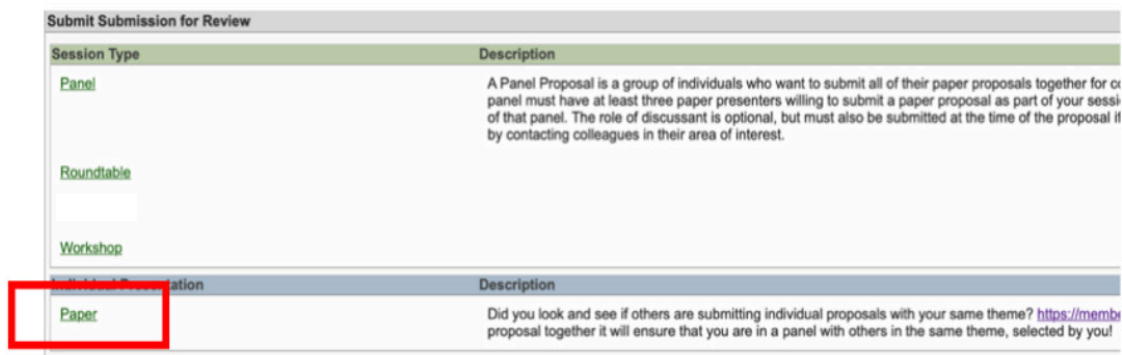 Submit Submission for Review
Session Type Description
Panel A Panel Proposal is a group of individuals who want to submit all of their paper proposals together for
panel must have at least three paper presenters willing to submit a paper proposal as part of your
of that panel. The role of discussant is optional, but must also be submitted at the time of the proposal
by contacting colleagues in their area of interest.
Roundtable
Workshop
Individual Presentation Description
Paper Did you look and see if others are submitting individual proposals with your same theme? https://membe
proposal together it will ensure that you are in a panel with others in the same theme, selected by you!